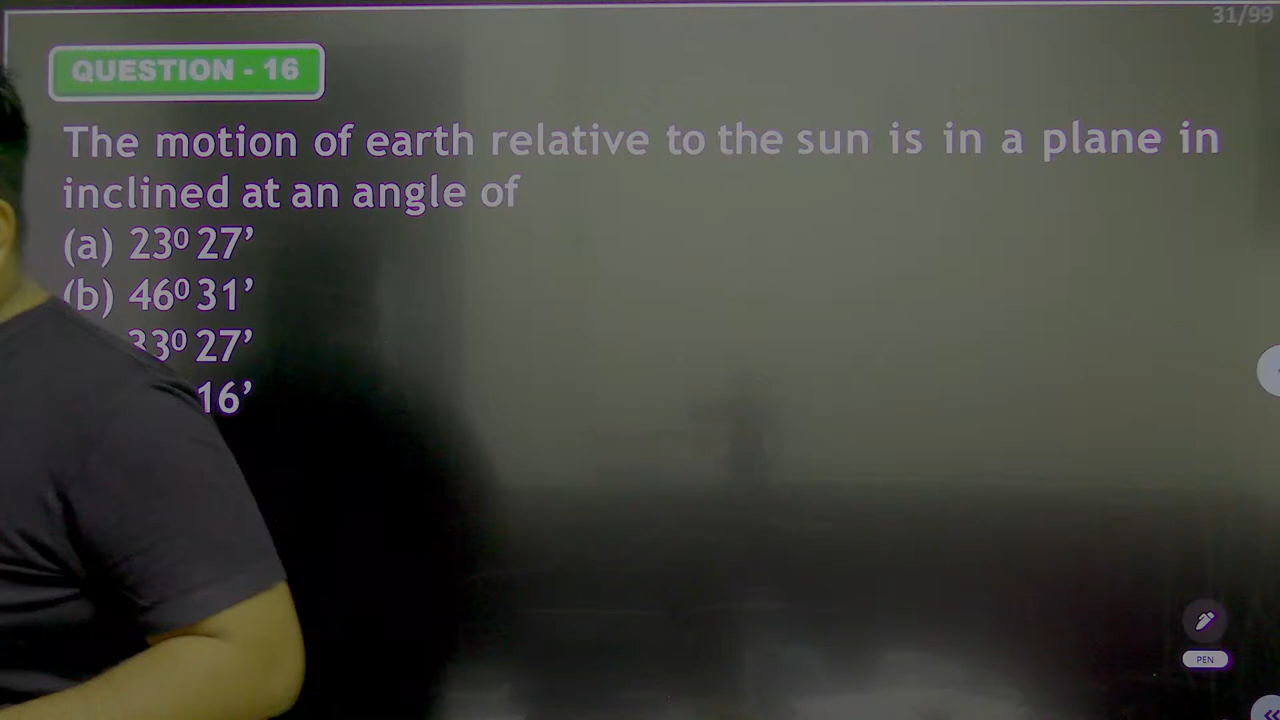 31/99
QUESTION - 16
The motion of earth relative to the sun is in a plane in
inclined at an angle of
(a) 23⁰ 27’
(b) 46⁰ 31’
33⁰ 27’
16’
PEN